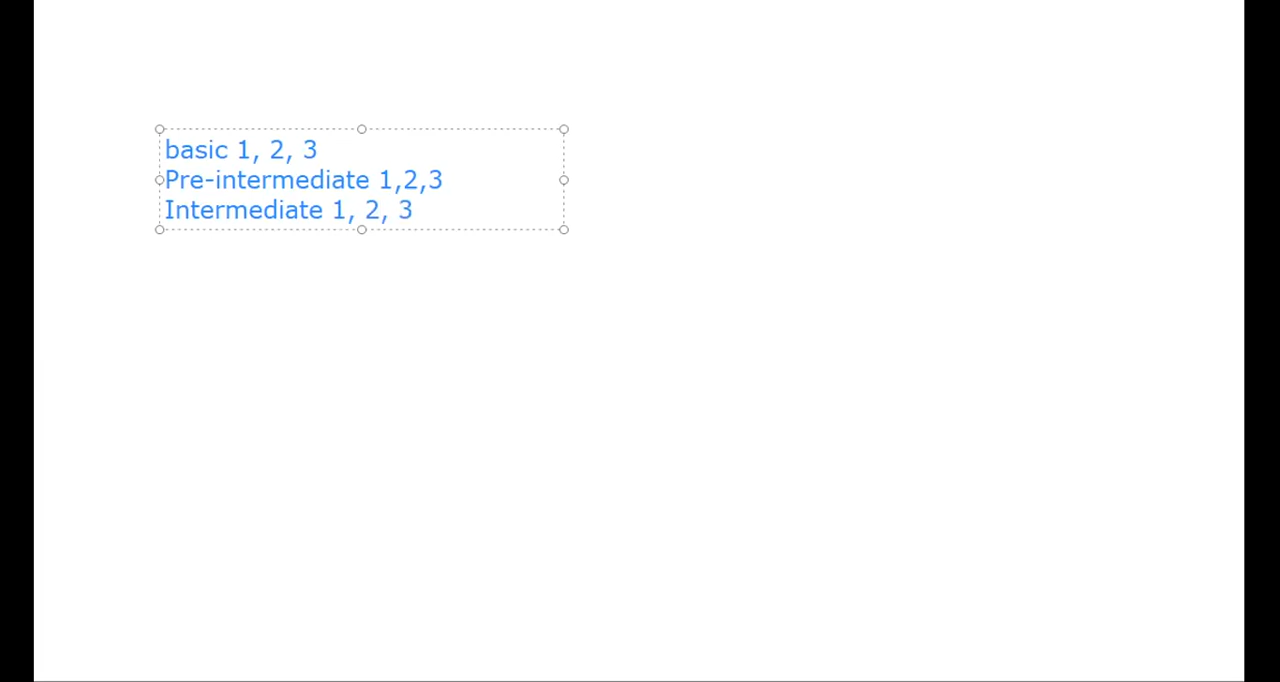 basic 1, 2, 3
Pre-intermediate 1,2,3
Intermediate 1, 2, 3